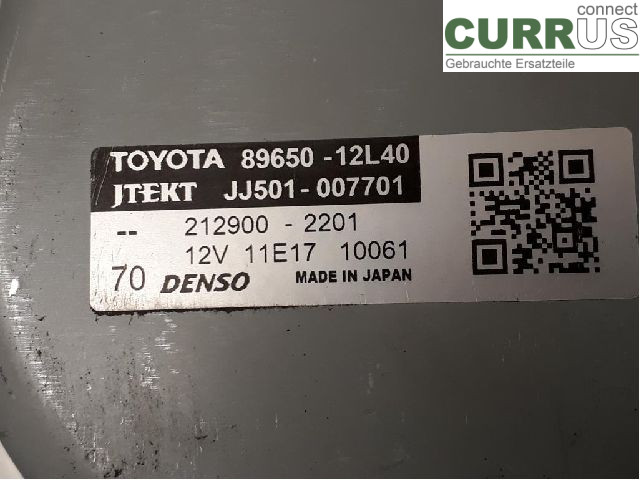 connect
CURRUS
Gebrauchte Ersatzteile
TOYOTA 89650-12L40
JTEKT JJ501-007701
-- 212900-2201
12V 11E17 10061
70 DENSO MADE IN JAPAN